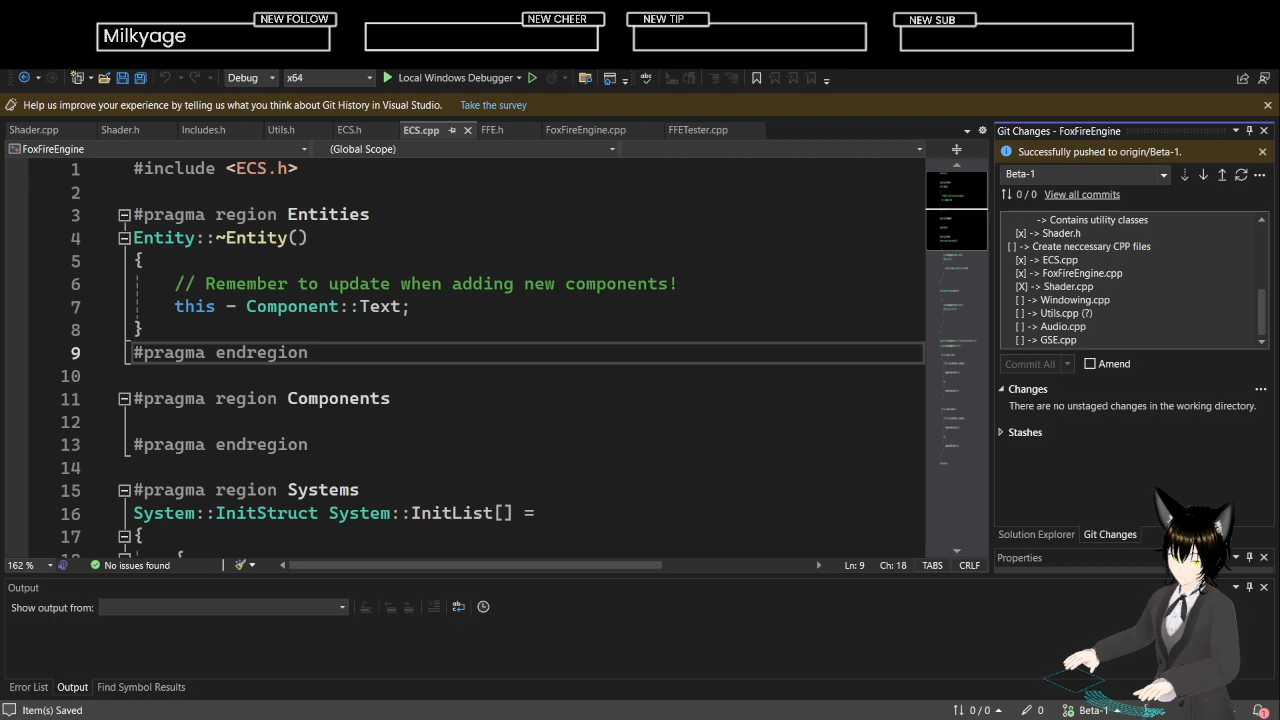 NEW FOLLOW
NEW CHEER
NEW TIP
NEW SUB
Milkyage
Debug
x64
Local Windows Debugger
Help us improve your experience by telling us what you think about Git History in Visual Studio. Take the survey
Shader.cpp
Shader.h
Includes.h
Utils.h
ECS.h
ECS.cpp
FFE.h
FoxFireEngine.cpp
FFETester.cpp
FoxFireEngine
(Global Scope)
1 #include <ECS.h>
2
3 #pragma region Entities
4 Entity::~Entity()
5 {
6 // Remember to update when adding new components!
7 this - Component::Text;
8 }
9 #pragma endregion
10
11 #pragma region Components
12
13 #pragma endregion
14
15 #pragma region Systems
16 System::InitStruct System::InitList[] =
17 {
162 %
No issues found
Ln: 9
Ch: 18
TABS
CRLF
Output
Show output from:
Error List
Output
Find Symbol Results
Item(s) Saved
Git Changes - FoxFireEngine
Successfully pushed to origin/Beta-1.
Beta-1
0 / 0 View all commits
-> Contains utility classes
[x] -> Shader.h
[ ] -> Create neccessary CPP files
[x] -> ECS.cpp
[x] -> FoxFireEngine.cpp
[X] -> Shader.cpp
[ ] -> Windowing.cpp
[ ] -> Utils.cpp (?)
[ ] -> Audio.cpp
[ ] -> GSE.cpp
Commit All
Amend
Changes
There are no unstaged changes in the working directory.
Stashes
Solution Explorer
Git Changes
Properties
0 / 0
0
Beta-1
1